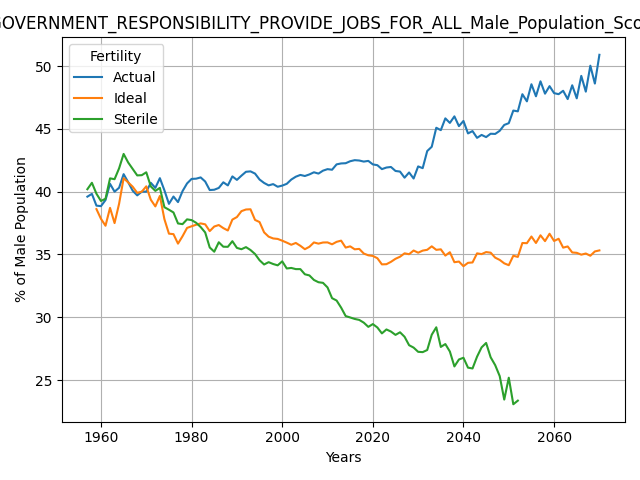 GOVERNMENT_RESPONSIBILITY_PROVIDE_JOBS_FOR_ALL_Male_Population_Sco
Fertility
Actual
Ideal
Sterile
50
45
40
35
30
25
% of Male Population
1960 1980 2000 2020 2040 2060
Years